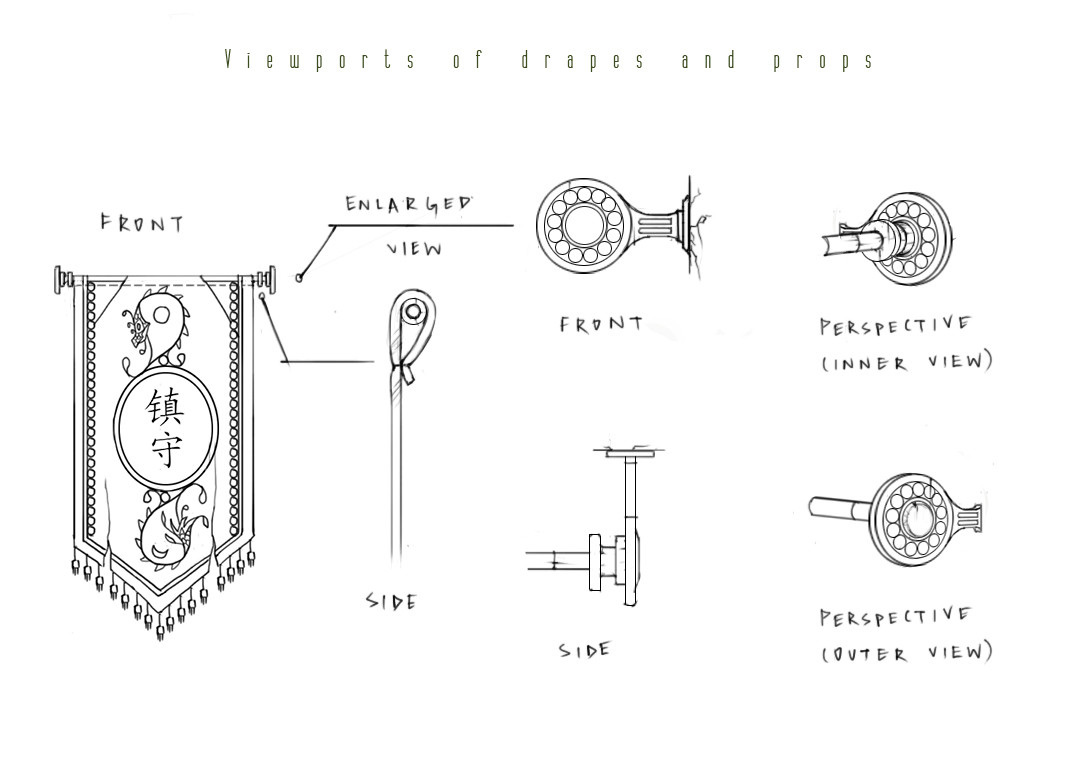 Viewports of drapes and props
FRONT
ENLARGED
VIEW
镇
守
SIDE
FRONT
SIDE
PERSPECTIVE
(INNER VIEW)
PERSPECTIVE
(OUTER VIEW)